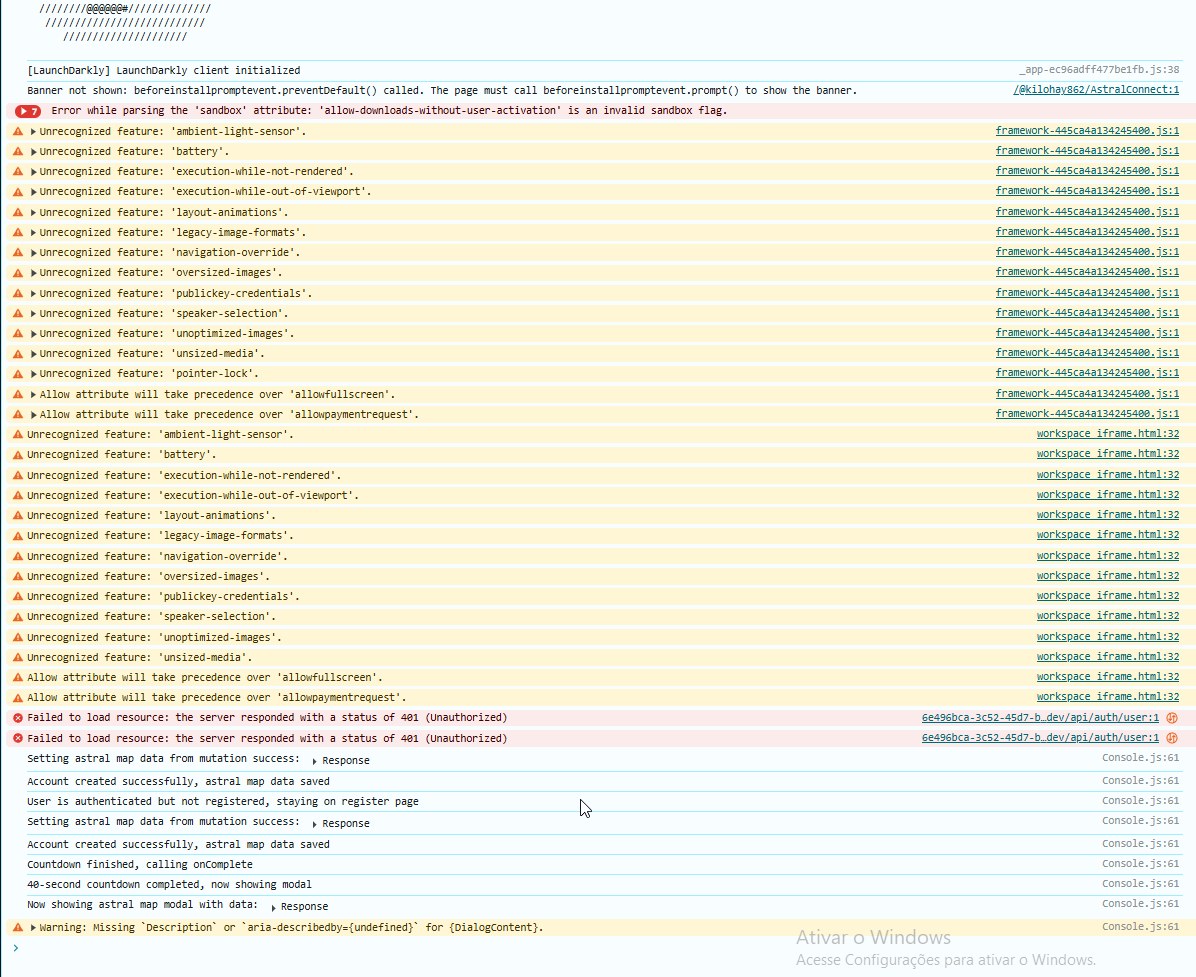 ////////@@@@@@#//////////////
///////////////////////////
/////////////////////
[LaunchDarkly] LaunchDarkly client initialized _app-ec96adff477be1fb.js:38
Banner not shown: beforeinstallpromptevent.preventDefault() called. The page must call beforeinstallpromptevent.prompt() to show the banner. /@kilohay862/AstralConnect:1
7 Error while parsing the 'sandbox' attribute: 'allow-downloads-without-user-activation' is an invalid sandbox flag.
Unrecognized feature: 'ambient-light-sensor'. framework-445ca4a134245400.js:1
Unrecognized feature: 'battery'. framework-445ca4a134245400.js:1
Unrecognized feature: 'execution-while-not-rendered'. framework-445ca4a134245400.js:1
Unrecognized feature: 'execution-while-out-of-viewport'. framework-445ca4a134245400.js:1
Unrecognized feature: 'layout-animations'. framework-445ca4a134245400.js:1
Unrecognized feature: 'legacy-image-formats'. framework-445ca4a134245400.js:1
Unrecognized feature: 'navigation-override'. framework-445ca4a134245400.js:1
Unrecognized feature: 'oversized-images'. framework-445ca4a134245400.js:1
Unrecognized feature: 'publickey-credentials'. framework-445ca4a134245400.js:1
Unrecognized feature: 'speaker-selection'. framework-445ca4a134245400.js:1
Unrecognized feature: 'unoptimized-images'. framework-445ca4a134245400.js:1
Unrecognized feature: 'unsized-media'. framework-445ca4a134245400.js:1
Unrecognized feature: 'pointer-lock'. framework-445ca4a134245400.js:1
Allow attribute will take precedence over 'allowfullscreen'. framework-445ca4a134245400.js:1
Allow attribute will take precedence over 'allowpaymentrequest'. framework-445ca4a134245400.js:1
Unrecognized feature: 'ambient-light-sensor'. workspace_iframe.html:32
Unrecognized feature: 'battery'. workspace_iframe.html:32
Unrecognized feature: 'execution-while-not-rendered'. workspace_iframe.html:32
Unrecognized feature: 'execution-while-out-of-viewport'. workspace_iframe.html:32
Unrecognized feature: 'layout-animations'. workspace_iframe.html:32
Unrecognized feature: 'legacy-image-formats'. workspace_iframe.html:32
Unrecognized feature: 'navigation-override'. workspace_iframe.html:32
Unrecognized feature: 'oversized-images'. workspace_iframe.html:32
Unrecognized feature: 'publickey-credentials'. workspace_iframe.html:32
Unrecognized feature: 'speaker-selection'. workspace_iframe.html:32
Unrecognized feature: 'unoptimized-images'. workspace_iframe.html:32
Unrecognized feature: 'unsized-media'. workspace_iframe.html:32
Allow attribute will take precedence over 'allowfullscreen'. workspace_iframe.html:32
Allow attribute will take precedence over 'allowpaymentrequest'. workspace_iframe.html:32
Failed to load resource: the server responded with a status of 401 (Unauthorized) 6e496bca-3c52-45d7-b…dev/api/auth/user:1
Failed to load resource: the server responded with a status of 401 (Unauthorized) 6e496bca-3c52-45d7-b…dev/api/auth/user:1
Setting astral map data from mutation success: Response Console.js:61
Account created successfully, astral map data saved Console.js:61
User is authenticated but not registered, staying on register page Console.js:61
Setting astral map data from mutation success: Response Console.js:61
Account created successfully, astral map data saved Console.js:61
Countdown finished, calling onComplete Console.js:61
40-second countdown completed, now showing modal Console.js:61
Now showing astral map modal with data: Response Console.js:61
Warning: Missing `Description` or `aria-describedby={undefined}` for {DialogContent}. Console.js:61
Ativar o Windows
Acesse Configurações para ativar o Windows.